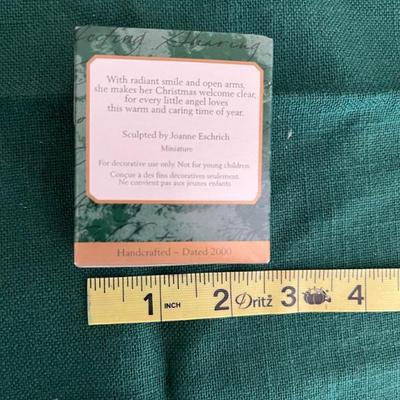 With radiant smile and open arms,
she makes her Christmas welcome clear,
for every little angel loves
this warm and caring time of year.
Sculpted by Joanne Eschrich
Miniature
For decorative use only. Not for young children.
Conçue à des fins décoratives seulement.
Ne convient pas aux jeunes enfants.
Handcrafted – Dated 2000
1 INCH 2 Dritz 3 4